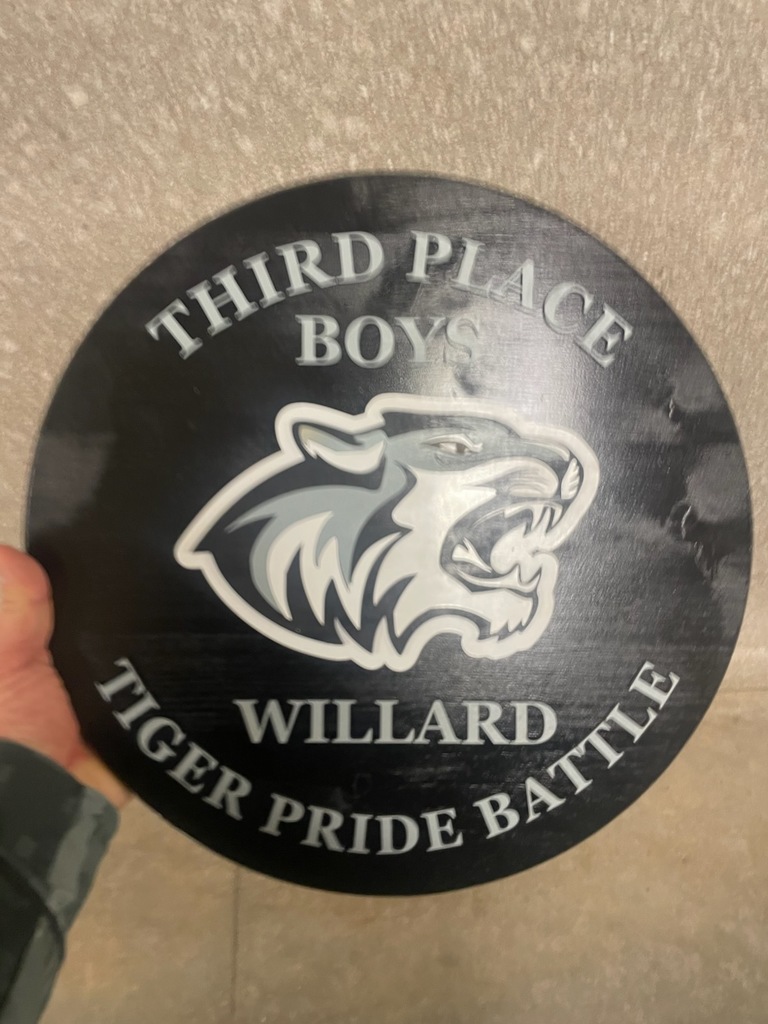 THIRD PLACE
BOYS
WILLARD
TIGER PRIDE BATTLE